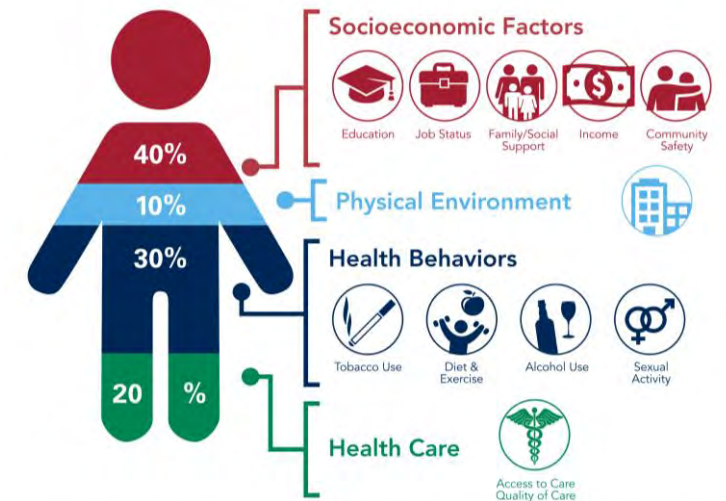 Socioeconomic Factors
Education
Job Status
Family/Social
Support
Income
Community
Safety
40%
10%
Physical Environment
30%
Health Behaviors
Tobacco Use
Diet &
Exercise
Alcohol Use
Sexual
Activity
20 %
Health Care
Access to Care
Quality of Care